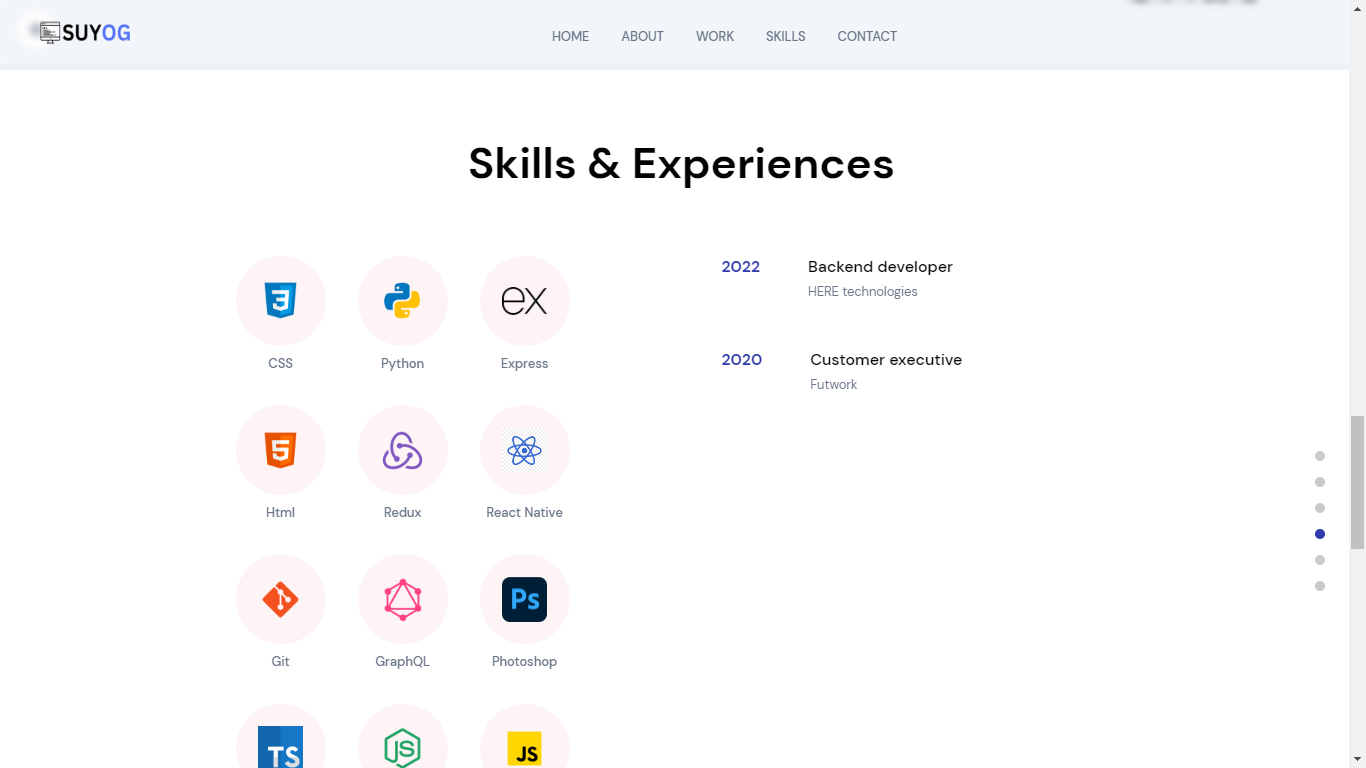 SUYOG
HOME ABOUT WORK SKILLS CONTACT
Skills & Experiences
CSS Python Express
Html Redux React Native
Ps
Git GraphQL Photoshop
TS JS JS
2022 Backend developer
HERE technologies
2020 Customer executive
Futwork